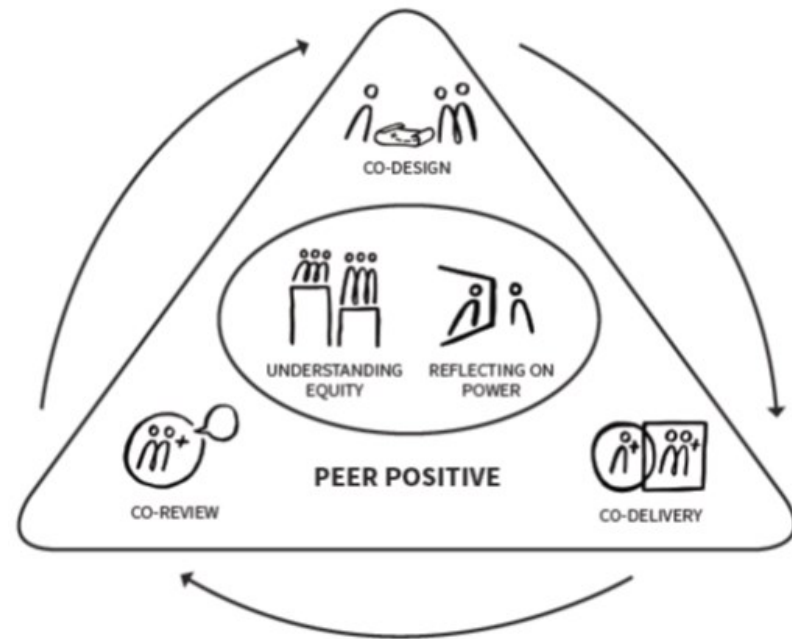 CO-DESIGN
UNDERSTANDING
EQUITY
REFLECTING ON
POWER
CO-REVIEW
PEER POSITIVE
CO-DELIVERY